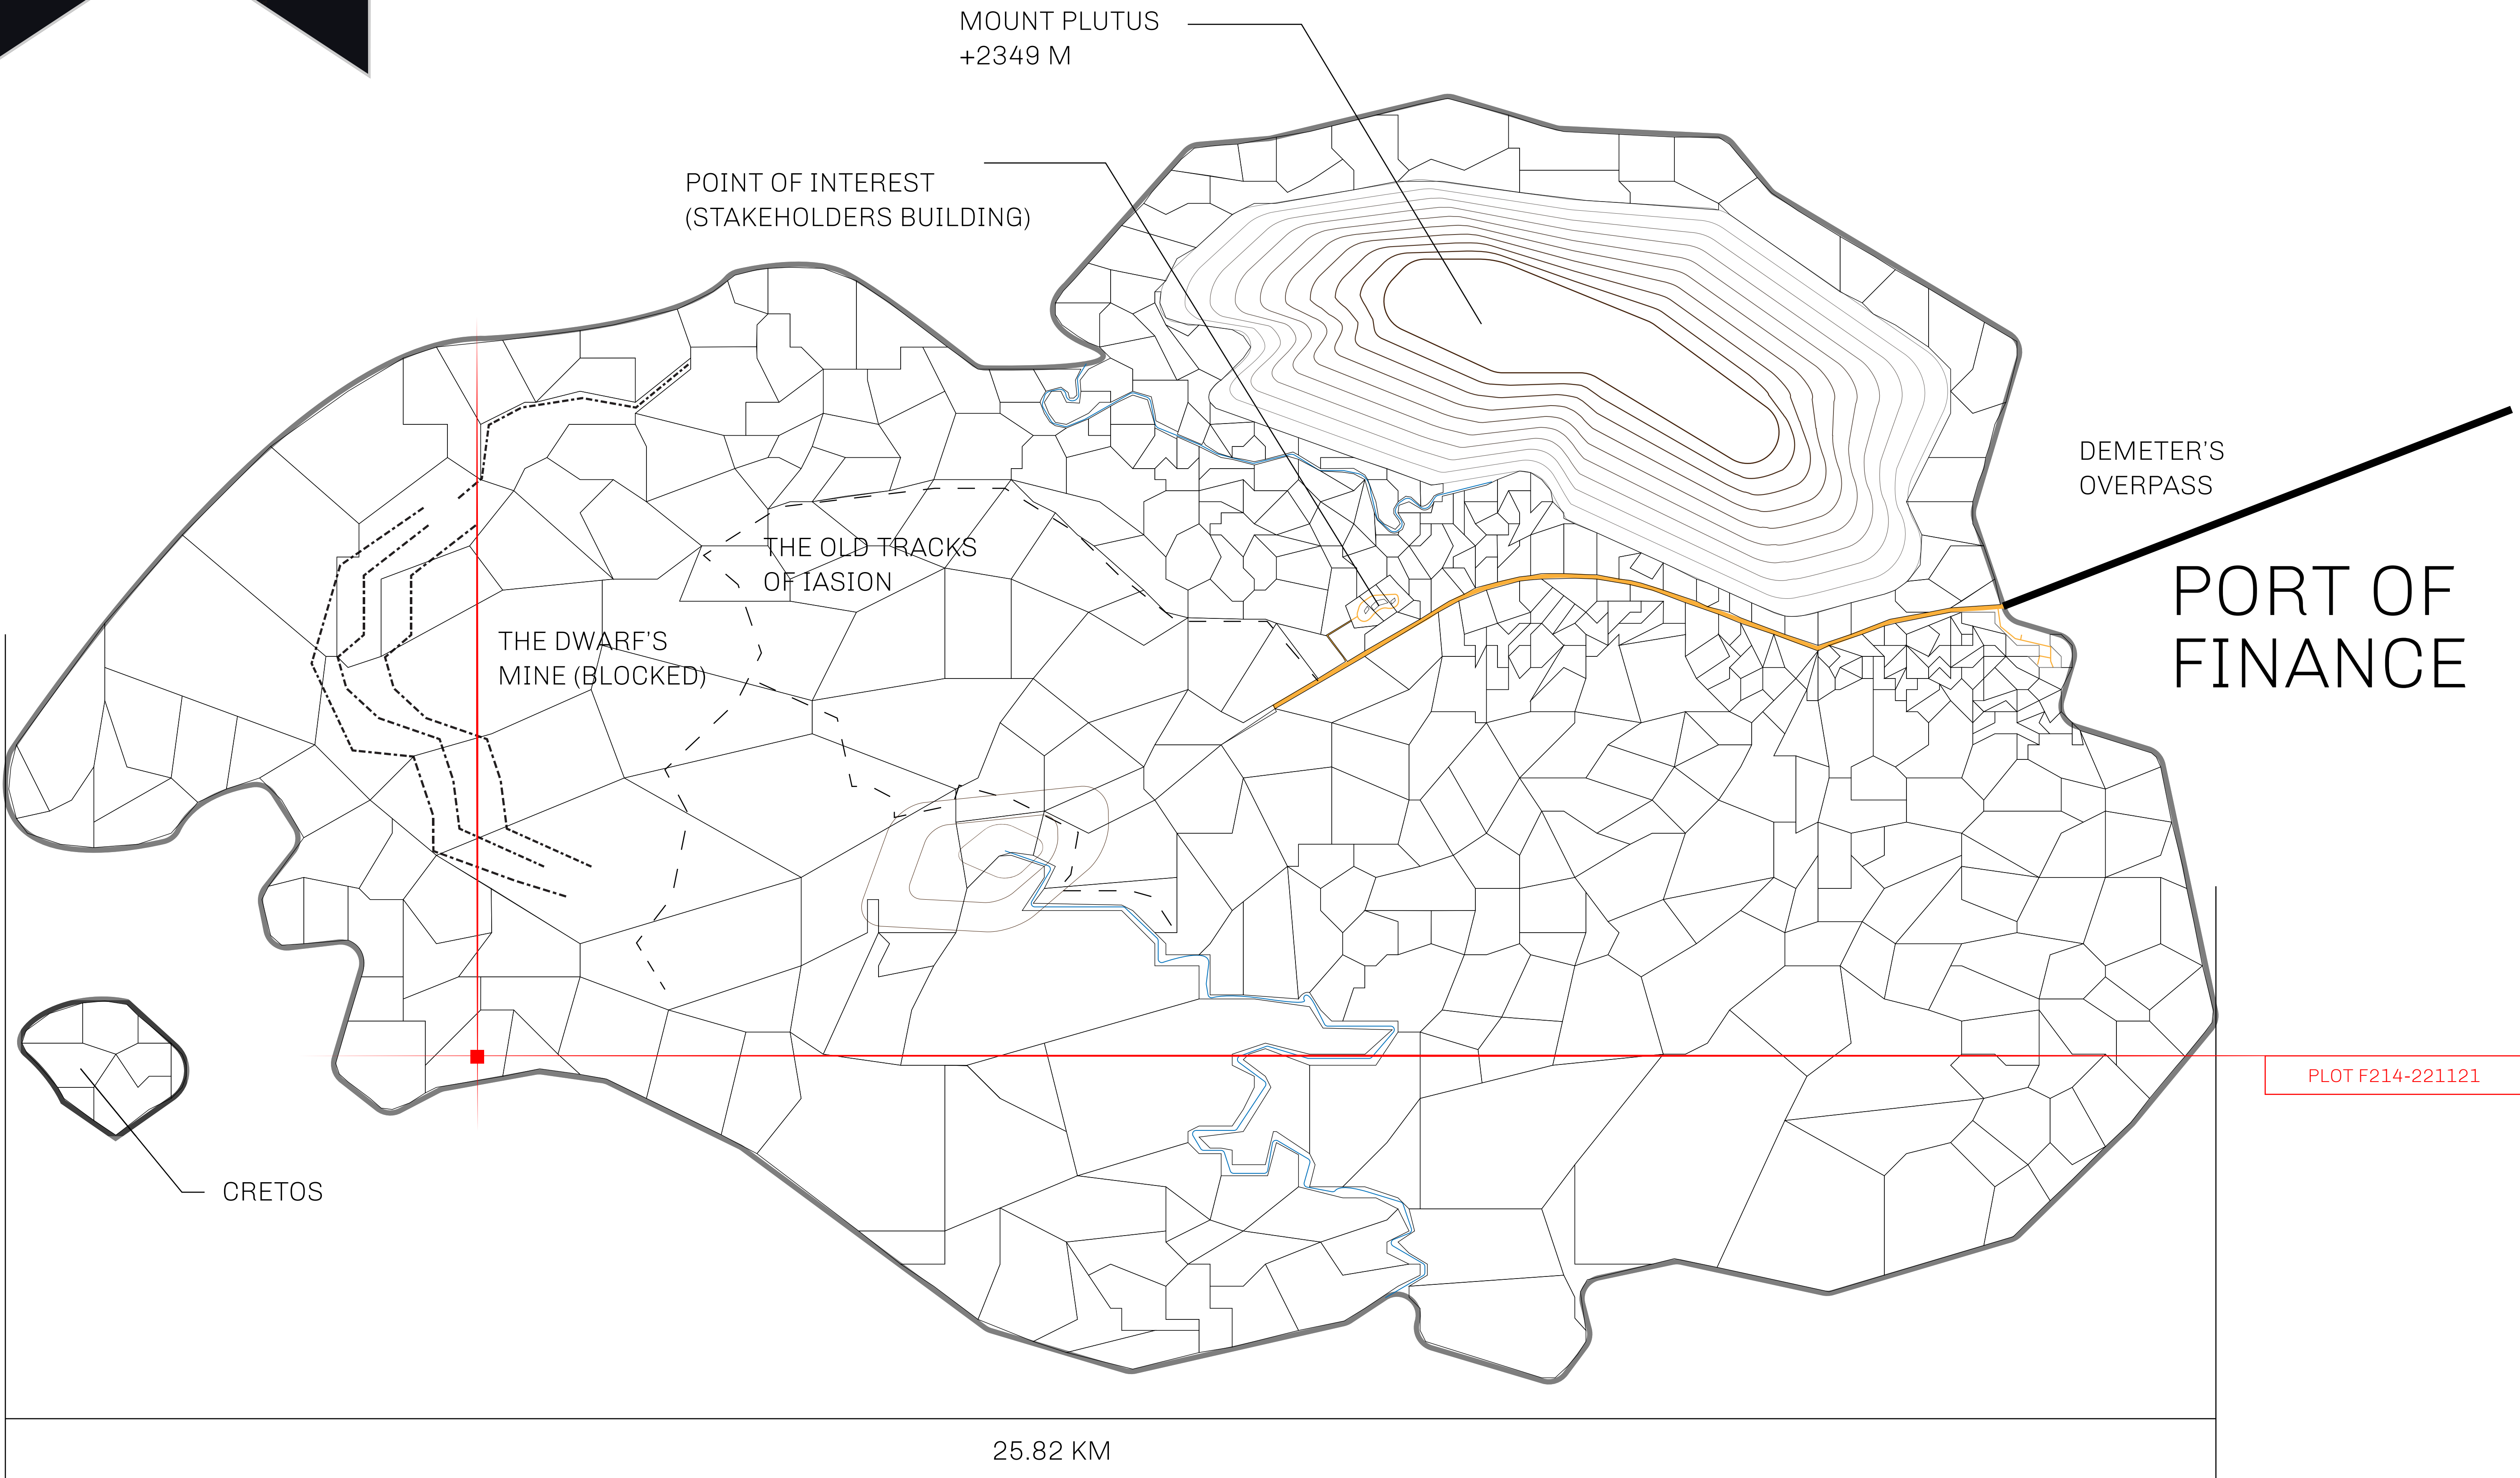 MOUNT PLUTUS
+2349 M
POINT OF INTEREST
(STAKEHOLDERS BUILDING)
DEMETER'S
OVERPASS
THE OLD TRACKS
OF IASION
PORT OF
FINANCE
THE DWARF'S
MINE (BLOCKED)
PLOT F214-221121
CRETOS
25.82 KM